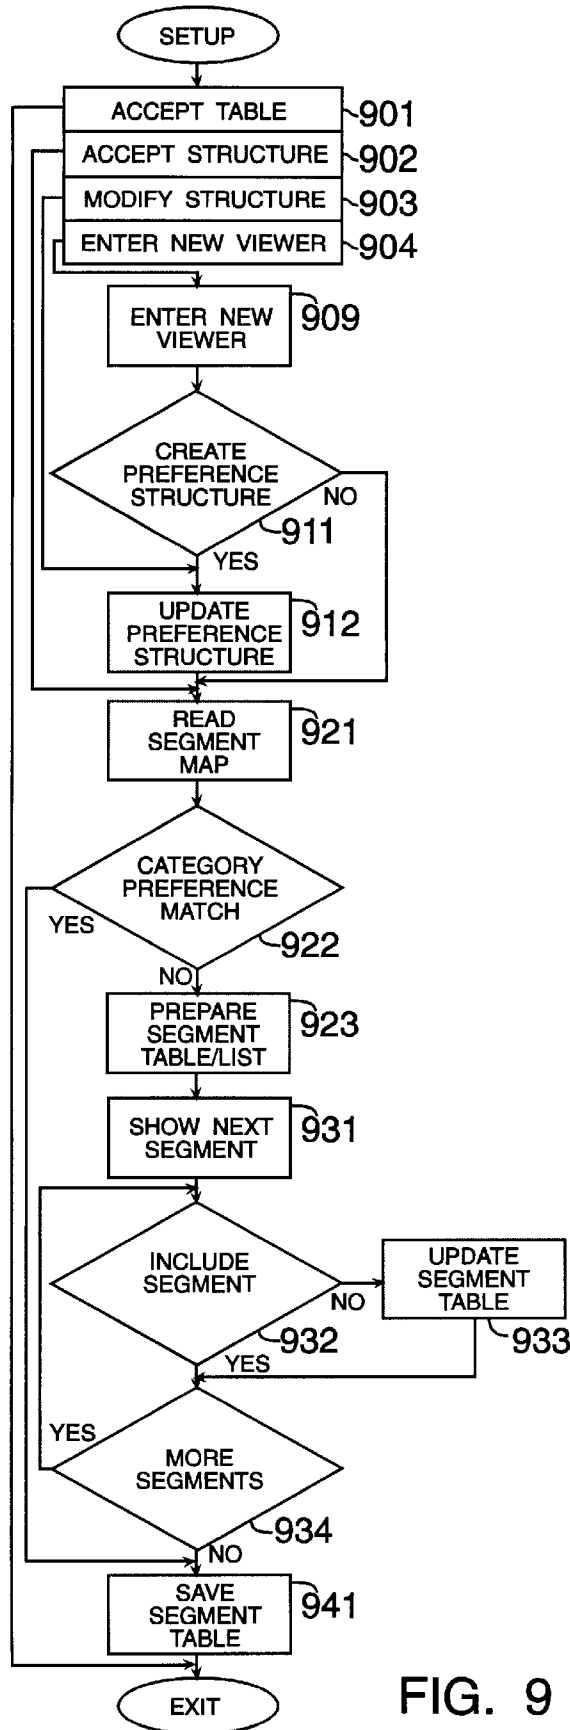 SETUP
ACCEPT TABLE
901
ACCEPT STRUCTURE
902
MODIFY STRUCTURE
903
ENTER NEW VIEWER
904
ENTER NEW
VIEWER
909
CREATE
PREFERENCE
STRUCTURE
NO
911
YES
UPDATE
PREFERENCE
STRUCTURE
912
READ
SEGMENT
MAP
921
CATEGORY
PREFERENCE
MATCH
YES
922
NO
PREPARE
SEGMENT
TABLE/LIST
923
SHOW NEXT
SEGMENT
931
INCLUDE
SEGMENT
NO
932
UPDATE
SEGMENT
TABLE
933
YES
YES
MORE
SEGMENTS
934
NO
SAVE
SEGMENT
TABLE
941
EXIT
FIG. 9